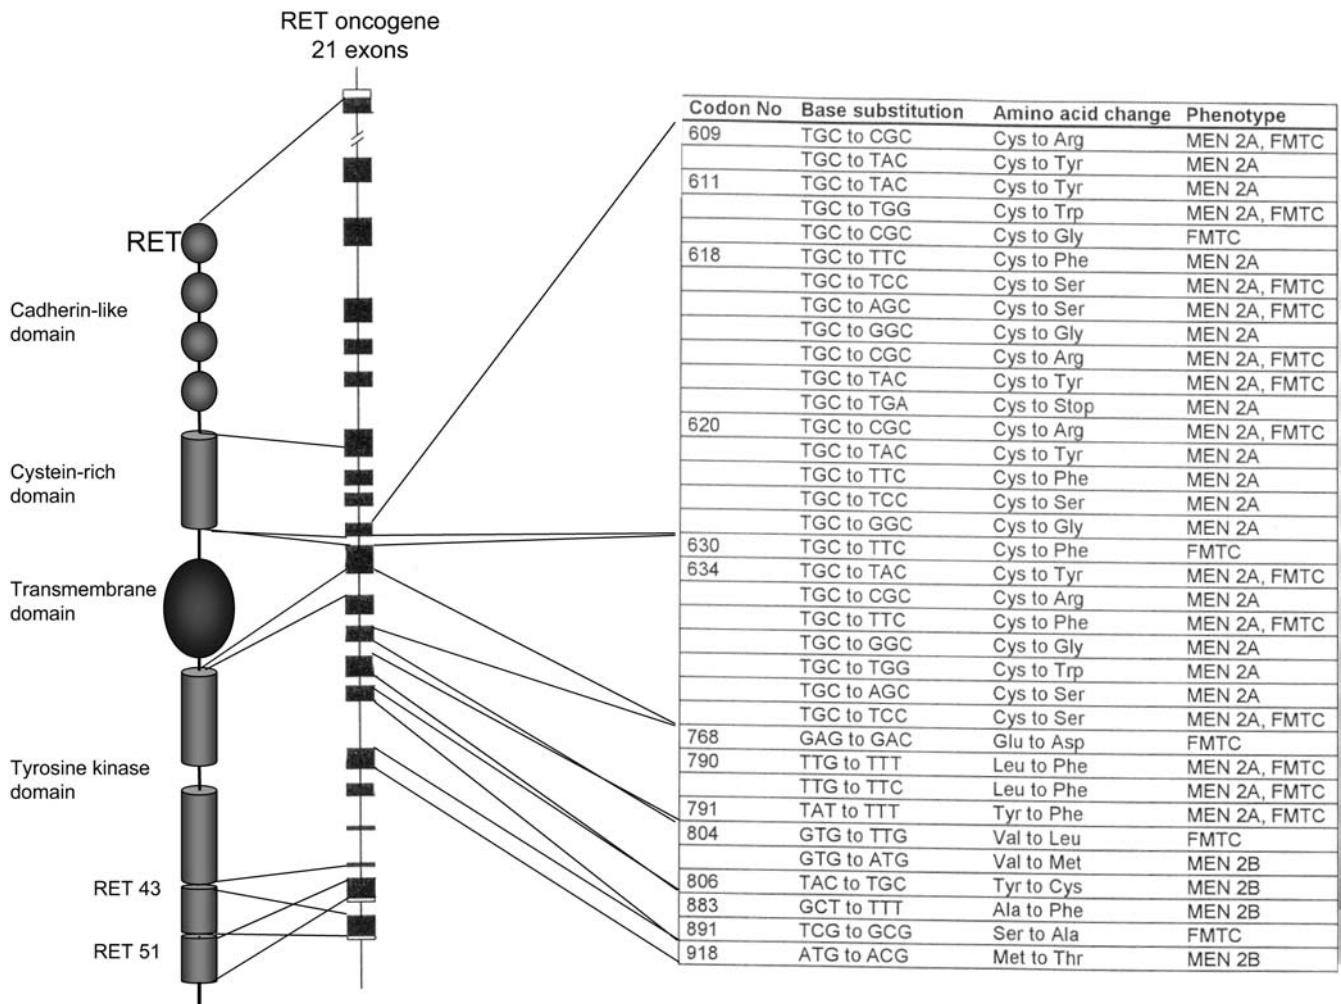 RET oncogene
21 exons
RET
Cadherin-like
domain
Cystein-rich
domain
Transmembrane
domain
Tyrosine kinase
domain
RET 43
RET 51
Codon No Base substitution Amino acid change Phenotype
609 TGC to CGC Cys to Arg MEN 2A, FMTC
TGC to TAC Cys to Tyr MEN 2A
611 TGC to TAC Cys to Tyr MEN 2A
TGC to TGG Cys to Trp MEN 2A, FMTC
TGC to CGC Cys to Gly FMTC
618 TGC to TTC Cys to Phe MEN 2A
TGC to TCC Cys to Ser MEN 2A, FMTC
TGC to AGC Cys to Ser MEN 2A, FMTC
TGC to GGC Cys to Gly MEN 2A
TGC to CGC Cys to Arg MEN 2A, FMTC
TGC to TAC Cys to Tyr MEN 2A, FMTC
TGC to TGA Cys to Stop MEN 2A
620 TGC to CGC Cys to Arg MEN 2A, FMTC
TGC to TAC Cys to Tyr MEN 2A
TGC to TTC Cys to Phe MEN 2A
TGC to TCC Cys to Ser MEN 2A
TGC to GGC Cys to Gly MEN 2A
630 TGC to TTC Cys to Phe FMTC
634 TGC to TAC Cys to Tyr MEN 2A, FMTC
TGC to CGC Cys to Arg MEN 2A
TGC to TTC Cys to Phe MEN 2A, FMTC
TGC to GGC Cys to Gly MEN 2A
TGC to TGG Cys to Trp MEN 2A
TGC to AGC Cys to Ser MEN 2A
TGC to TCC Cys to Ser MEN 2A, FMTC
768 GAG to GAC Glu to Asp FMTC
790 TTG to TTT Leu to Phe MEN 2A, FMTC
TTG to TTC Leu to Phe MEN 2A, FMTC
791 TAT to TTT Tyr to Phe MEN 2A, FMTC
804 GTG to TTG Val to Leu FMTC
GTG to ATG Val to Met MEN 2B
806 TAC to TGC Tyr to Cys MEN 2B
883 GCT to TTT Ala to Phe MEN 2B
891 TCG to GCG Ser to Ala FMTC
918 ATG to ACG Met to Thr MEN 2B